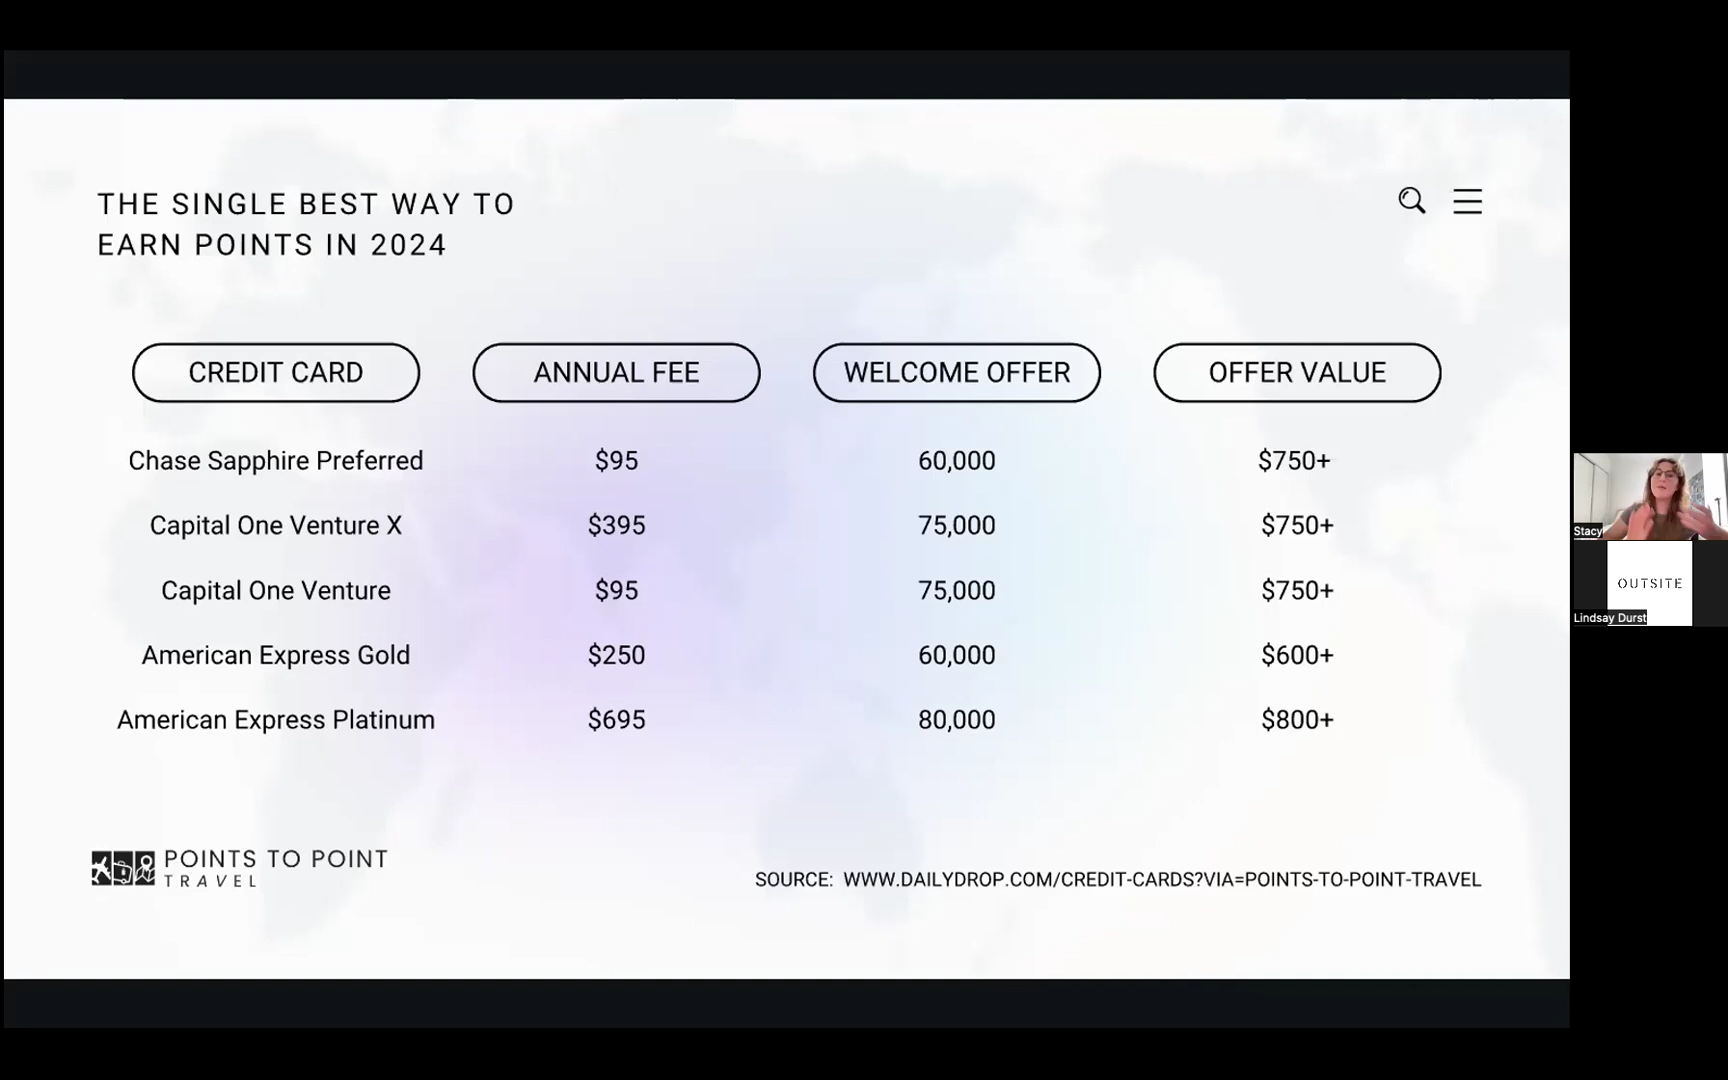 THE SINGLE BEST WAY TO
EARN POINTS IN 2024
CREDIT CARD ANNUAL FEE WELCOME OFFER OFFER VALUE
Chase Sapphire Preferred $95 60,000 $750+
Capital One Venture X $395 75,000 $750+
Capital One Venture $95 75,000 $750+
American Express Gold $250 60,000 $600+
American Express Platinum $695 80,000 $800+
POINTS TO POINT
TRAVEL
SOURCE: WWW.DAILYDROP.COM/CREDIT-CARDS?VIA=POINTS-TO-POINT-TRAVEL
Stacy
OUTSITE
Lindsay Durst